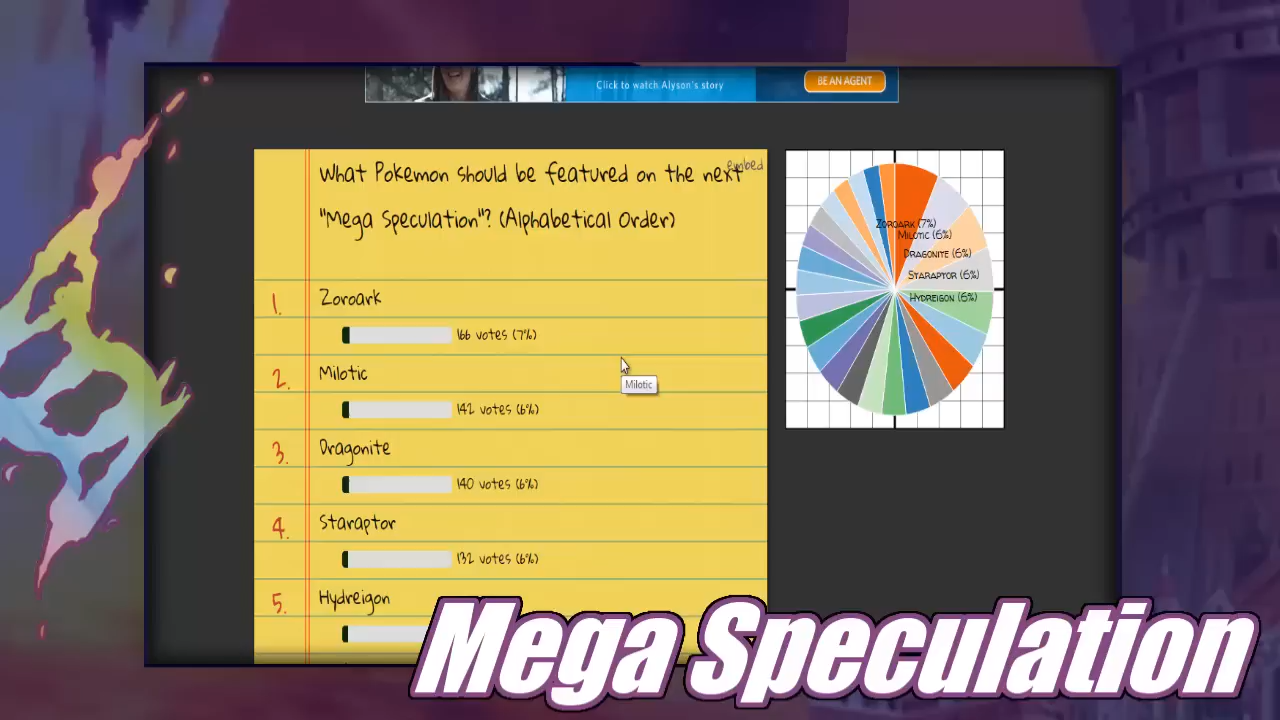 Click to watch Alyson's story
BE AN AGENT
embed
What Pokemon should be featured on the next
"Mega Speculation"? (Alphabetical Order)
1.
Zoroark
166 votes (7%)
2.
Milotic
142 votes (6%)
3.
Dragonite
140 votes (6%)
4.
Staraptor
132 votes (6%)
5.
Hydreigon
Milotic
Zoroark (7%)
Milotic (6%)
Dragonite (6%)
Staraptor (6%)
Hydreigon (6%)
Mega Speculation